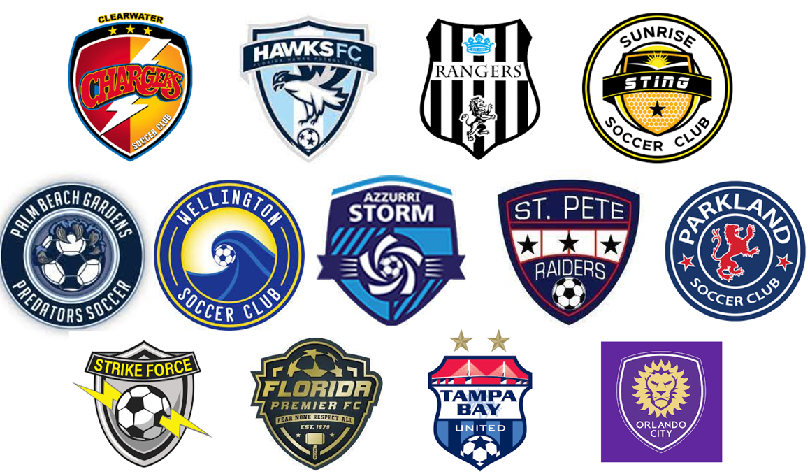 CLEARWATER
CHARGERS
SOCCER CLUB
HAWKS FC
RANGERS
SUNRISE
STING
SOCCER CLUB
PALM BEACH GARDENS
PREDATORS SOCCER
WELLINGTON
SOCCER CLUB
AZZURRI
STORM
ST. PETE
RAIDERS
PARKLAND
SOCCER CLUB
STRIKE FORCE
FLORIDA
PREMIER FC
FEAR NONE RESPECT ALL
EST. 1975
TAMPA
BAY
UNITED
ORLANDO
CITY